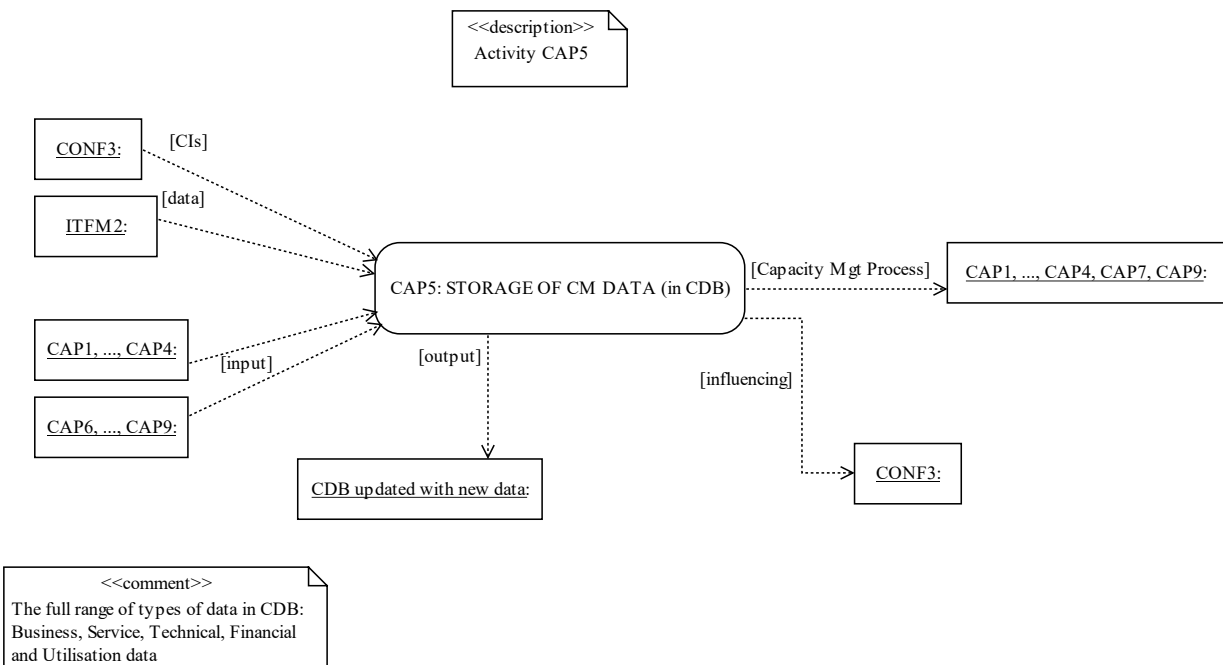 <<description>>
Activity CAP5
CONF3:
[CIs]
ITFM2:
[data]
CAP5: STORAGE OF CM DATA (in CDB)
[Capacity Mgt Process]
CAP1, ..., CAP4, CAP7, CAP9:
CAP1, ..., CAP4:
[input]
CAP6, ..., CAP9:
[output]
[influencing]
CDB updated with new data:
CONF3:
<<comment>>
The full range of types of data in CDB:
Business, Service, Technical, Financial
and Utilisation data